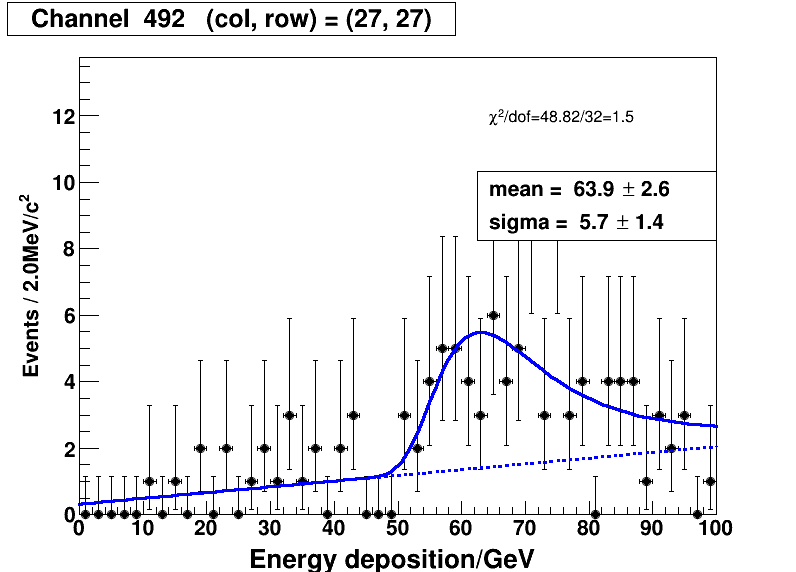 Channel 492 (col, row) = (27, 27)
χ²/dof=48.82/32=1.5
mean = 63.9 ± 2.6
sigma = 5.7 ± 1.4
Events / 2.0MeV/c²
12
10
8
6
4
2
0
0 10 20 30 40 50 60 70 80 90 100
Energy deposition/GeV